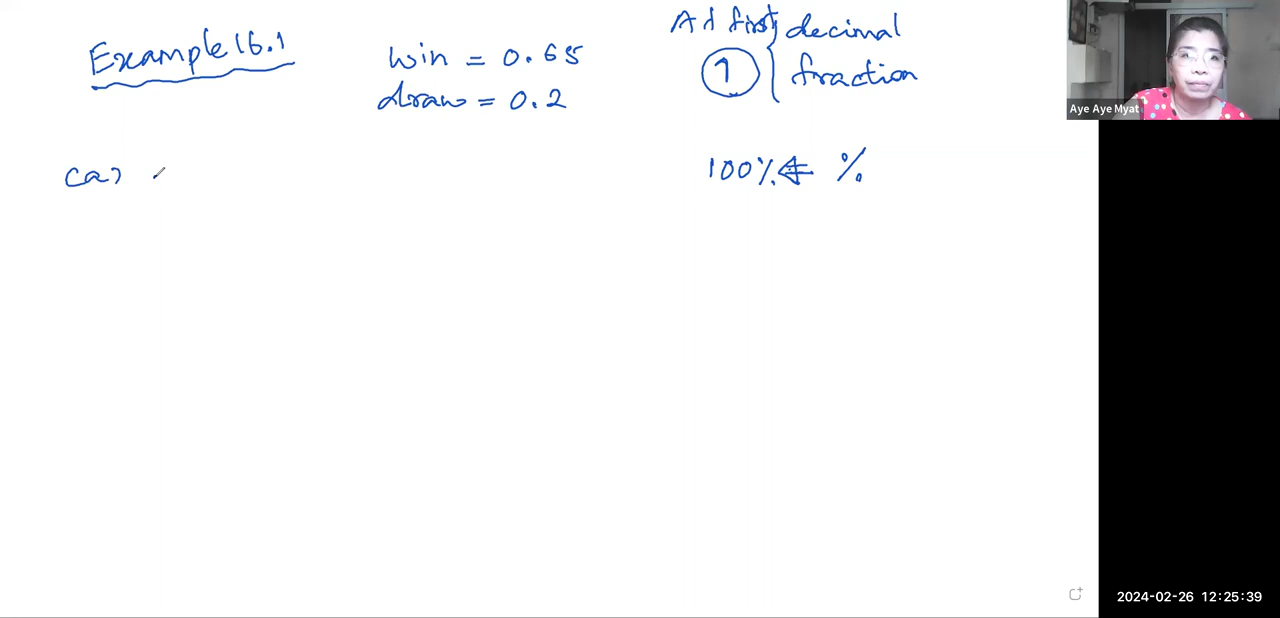 Example 16.1
win = 0.65
draw = 0.2
At first
1
decimal
fraction
(a)
100% ⇐ %
Aye Aye Myat
2024-02-26 12:25:39